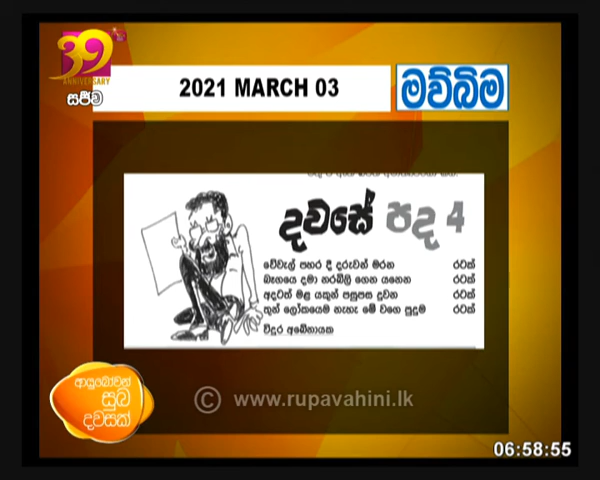 39
ANNIVERSARY
සජීව
2021 MARCH 03
මව්බිම
දවසේ පද 4
වේවැල් පහර දී දරුවන් මරන රටක්
බෑගයෙ දමා නරබිලි ගෙන යනෙන රටක්
අදටත් මළ යකුන් පසුපස දුවන රටක්
තුන් ලෝකයෙම නැහැ මේ වගෙ පුදුම රටක්
විදුර අබේනායක
ආයුබෝවන්
සුබ
දවසක්
© www.rupavahini.lk
06:58:55